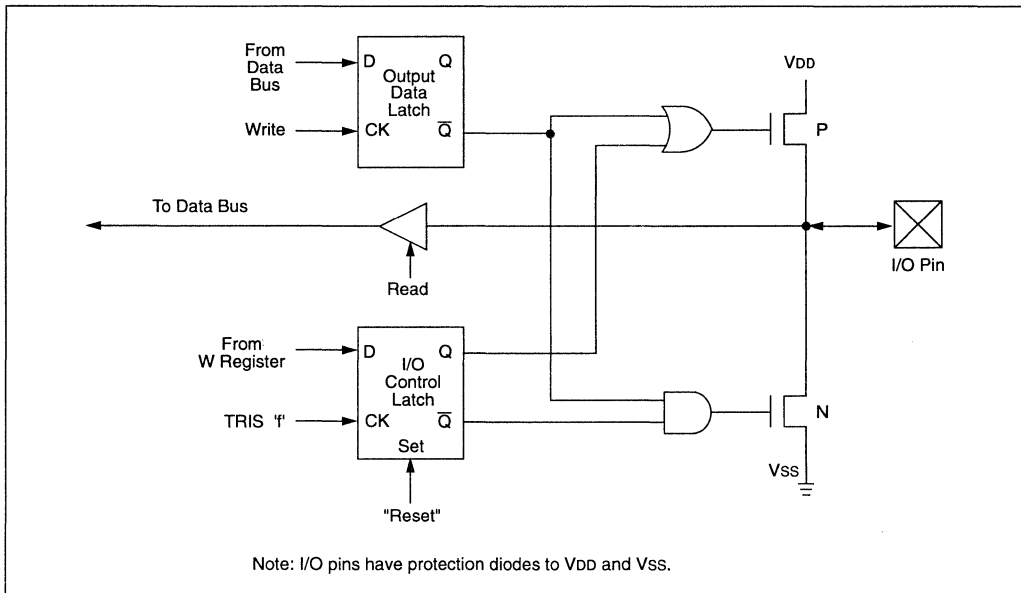 From
Data
Bus
Write
D
Q
Output
Data
Latch
CK
Q̅
VDD
P
To Data Bus
Read
I/O Pin
From
W Register
TRIS 'f'
D
Q
I/O
Control
Latch
CK
Q̅
Set
"Reset"
N
VSS
Note: I/O pins have protection diodes to VDD and VSS.